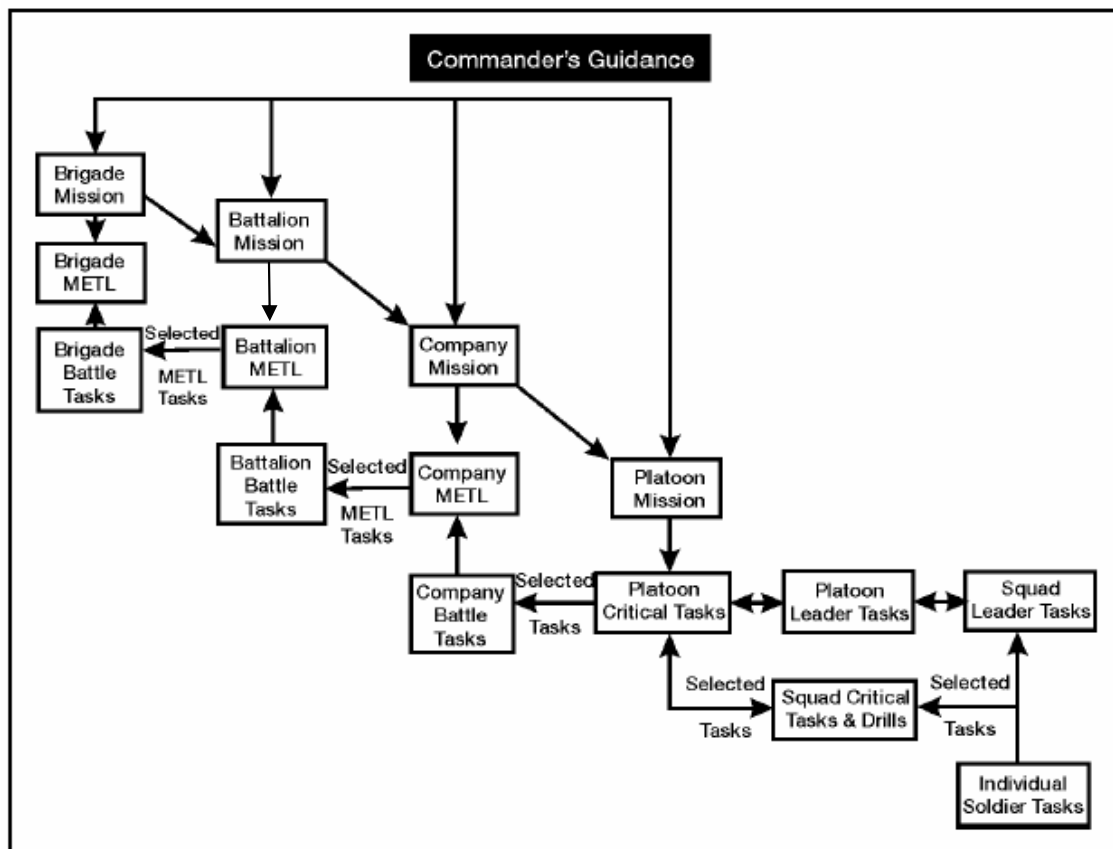 Commander's Guidance
Brigade
Mission
Battalion
Mission
Brigade
METL
Company
Mission
Brigade
Battle
Tasks
Selected
METL
Tasks
Battalion
METL
Platoon
Mission
Battalion
Battle
Tasks
Selected
METL
Tasks
Company
METL
Company
Battle
Tasks
Selected
Tasks
Platoon
Critical Tasks
Platoon
Leader Tasks
Squad
Leader Tasks
Selected
Tasks
Squad Critical
Tasks & Drills
Selected
Tasks
Individual
Soldier Tasks